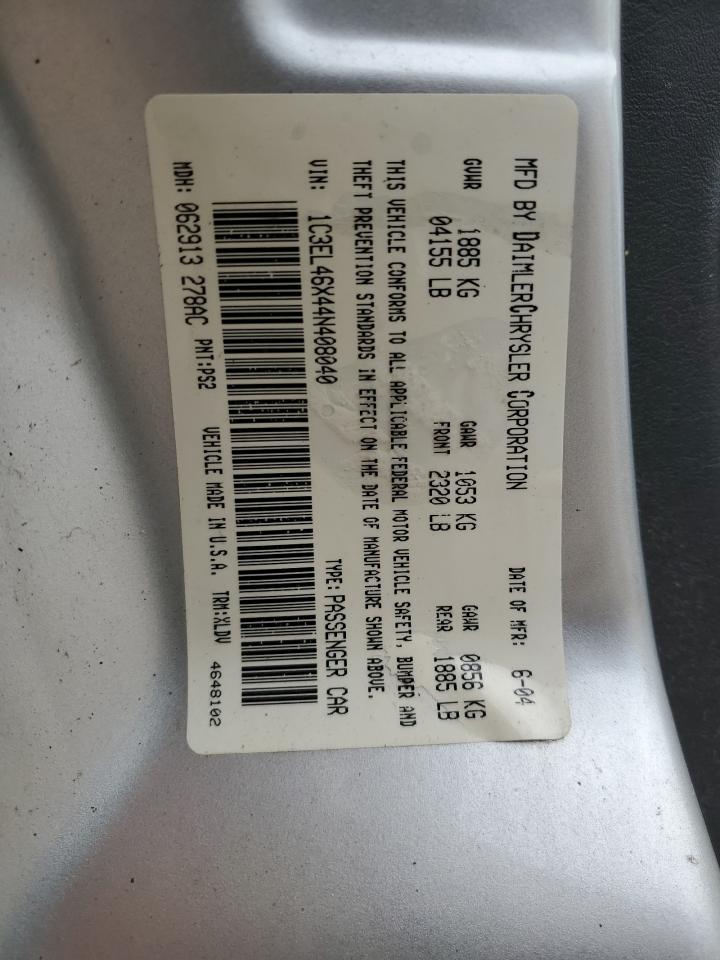 MFD BY DAIMLERCHRYSLER CORPORATION DATE OF MFR: 6-04
GVWR 1885 KG GAWR 1053 KG GAWR 0856 KG
04155 LB FRONT 2320 LB REAR 1885 LB
THIS VEHICLE CONFORMS TO ALL APPLICABLE FEDERAL MOTOR VEHICLE SAFETY, BUMPER AND
THEFT PREVENTION STANDARDS IN EFFECT ON THE DATE OF MANUFACTURE SHOWN ABOVE.
VIN: 1C3EL46X44N408040 TYPE: PASSENGER CAR
MDH: 062913 278AC PNT:PS2 VEHICLE MADE IN U.S.A. TRM:XLDV 4648102